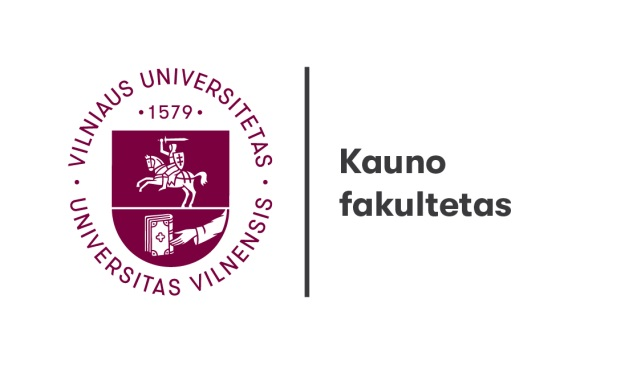 VILNIAUS UNIVERSITETAS
· 1579 ·
UNIVERSITAS VILNENSIS
Kauno
fakultetas